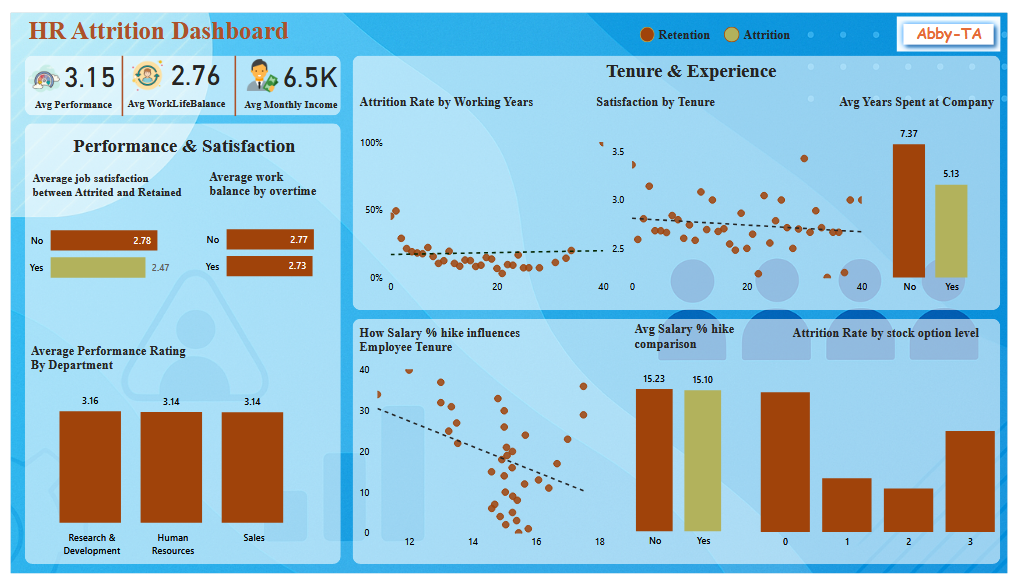 HR Attrition Dashboard
Retention
Attrition
Abby-TA
3.15
Avg Performance
2.76
Avg WorkLifeBalance
6.5K
Avg Monthly Income
Performance & Satisfaction
Average job satisfaction
between Attrited and Retained
No
2.78
Yes
2.47
Average work
balance by overtime
No
2.77
Yes
2.73
Average Performance Rating
By Department
3.16
3.14
3.14
Research &
Development
Human
Resources
Sales
Tenure & Experience
Attrition Rate by Working Years
100%
50%
0%
0
20
40
Satisfaction by Tenure
3.5
3.0
2.5
0
20
40
Avg Years Spent at Company
7.37
5.13
No
Yes
How Salary % hike influences
Employee Tenure
40
30
20
10
0
12
14
16
18
Avg Salary % hike
comparison
15.23
15.10
No
Yes
Attrition Rate by stock option level
0
1
2
3